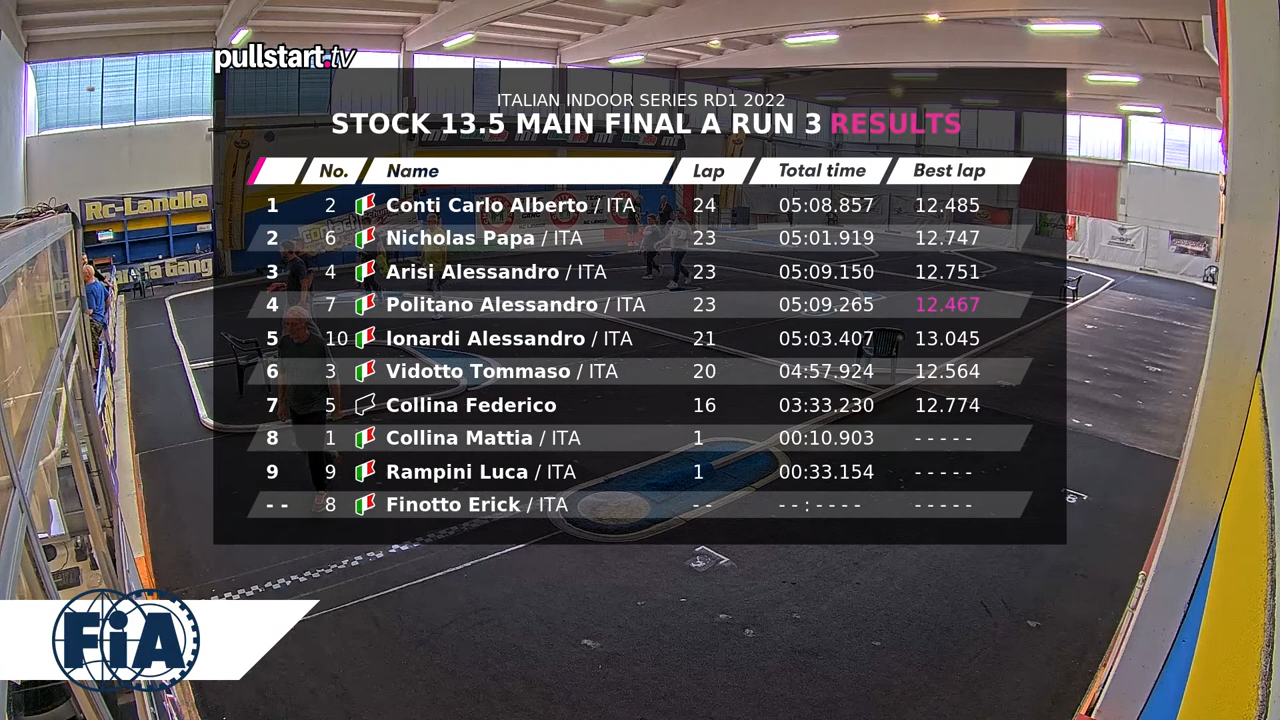 pullstart.tv
ITALIAN INDOOR SERIES RD1 2022
STOCK 13.5 MAIN FINAL A RUN 3 RESULTS
No. Name Lap Total time Best lap
1 2 Conti Carlo Alberto / ITA 24 05:08.857 12.485
2 6 Nicholas Papa / ITA 23 05:01.919 12.747
3 4 Arisi Alessandro / ITA 23 05:09.150 12.751
4 7 Politano Alessandro / ITA 23 05:09.265 12.467
5 10 Ionardi Alessandro / ITA 21 05:03.407 13.045
6 3 Vidotto Tommaso / ITA 20 04:57.924 12.564
7 5 Collina Federico 16 03:33.230 12.774
8 1 Collina Mattia / ITA 1 00:10.903 - - - - -
9 9 Rampini Luca / ITA 1 00:33.154 - - - - -
- - 8 Finotto Erick / ITA - - - - : - - - - - - - - -
Rc-Landia
Gang
FiA